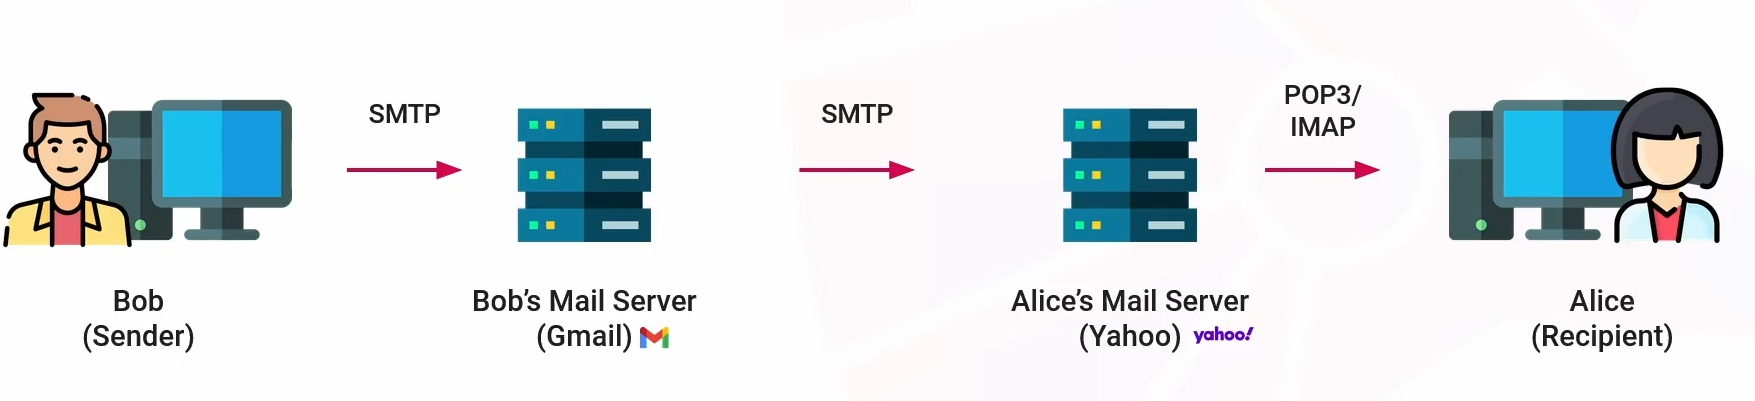 SMTP
SMTP
POP3/
IMAP
Bob
(Sender)
Bob's Mail Server
(Gmail)
Alice's Mail Server
(Yahoo) yahoo!
Alice
(Recipient)